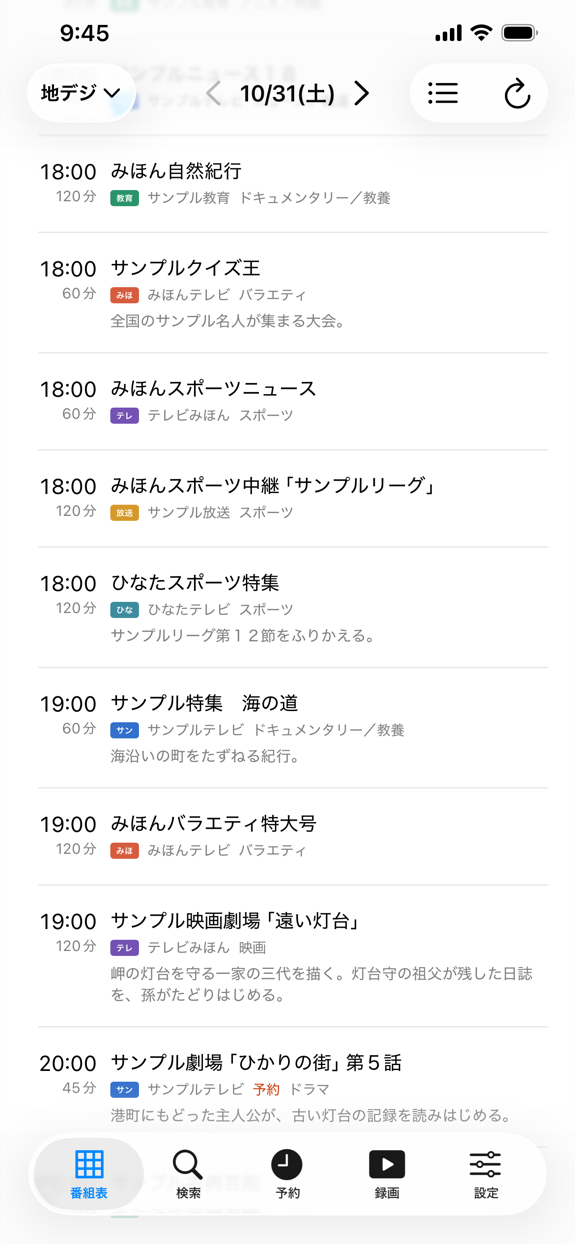 9:45
地デジ
10/31(土)
18:00 みほん自然紀行
120分 教育 サンプル教育 ドキュメンタリー／教養
18:00 サンプルクイズ王
60分 みほ みほんテレビ バラエティ
全国のサンプル名人が集まる大会。
18:00 みほんスポーツニュース
60分 テレ テレビみほん スポーツ
18:00 みほんスポーツ中継「サンプルリーグ」
120分 放送 サンプル放送 スポーツ
18:00 ひなたスポーツ特集
120分 ひな ひなたテレビ スポーツ
サンプルリーグ第１２節をふりかえる。
19:00 サンプル特集　海の道
60分 サン サンプルテレビ ドキュメンタリー／教養
海沿いの町をたずねる紀行。
19:00 みほんバラエティ特大号
120分 みほ みほんテレビ バラエティ
19:00 サンプル映画劇場「遠い灯台」
120分 テレ テレビみほん 映画
岬の灯台を守る一家の三代を描く。灯台守の祖父が残した日誌
を、孫がたどりはじめる。
20:00 サンプル劇場「ひかりの街」第５話
45分 サン サンプルテレビ 予約 ドラマ
港町にもどった主人公が、古い灯台の記録を読みはじめる。
番組表 検索 予約 録画 設定